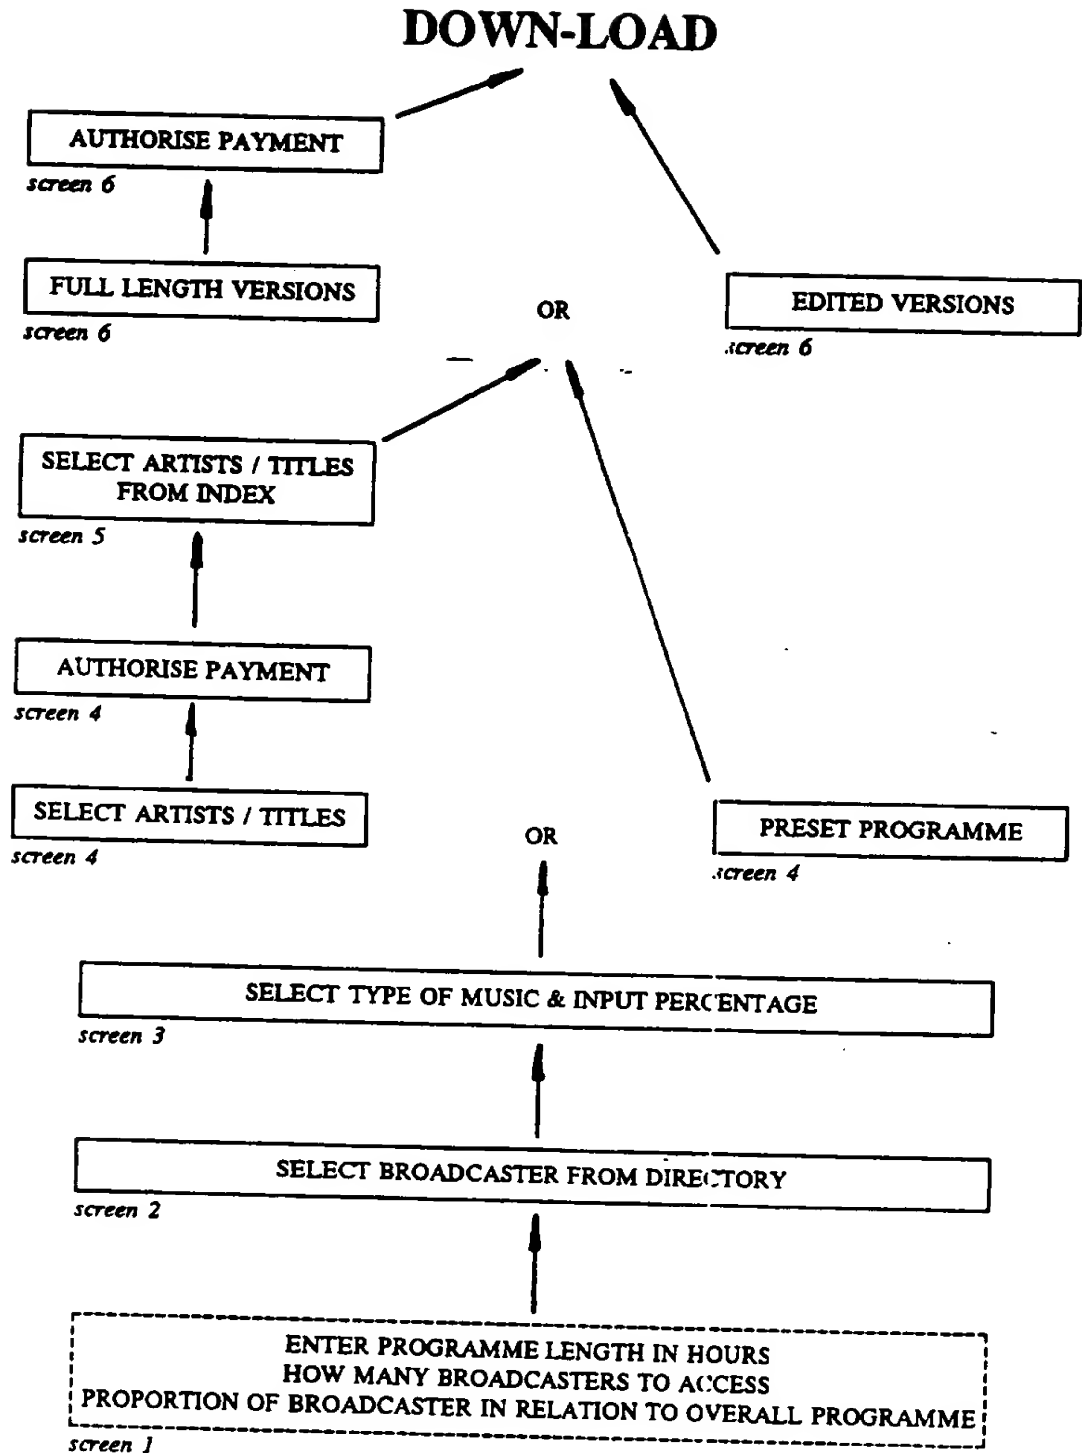 DOWN-LOAD
AUTHORISE PAYMENT
screen 6
FULL LENGTH VERSIONS
screen 6
OR
EDITED VERSIONS
screen 6
SELECT ARTISTS / TITLES
FROM INDEX
screen 5
AUTHORISE PAYMENT
screen 4
SELECT ARTISTS / TITLES
screen 4
OR
PRESET PROGRAMME
screen 4
SELECT TYPE OF MUSIC & INPUT PERCENTAGE
screen 3
SELECT BROADCASTER FROM DIRECTORY
screen 2
ENTER PROGRAMME LENGTH IN HOURS
HOW MANY BROADCASTERS TO ACCESS
PROPORTION OF BROADCASTER IN RELATION TO OVERALL PROGRAMME
screen 1